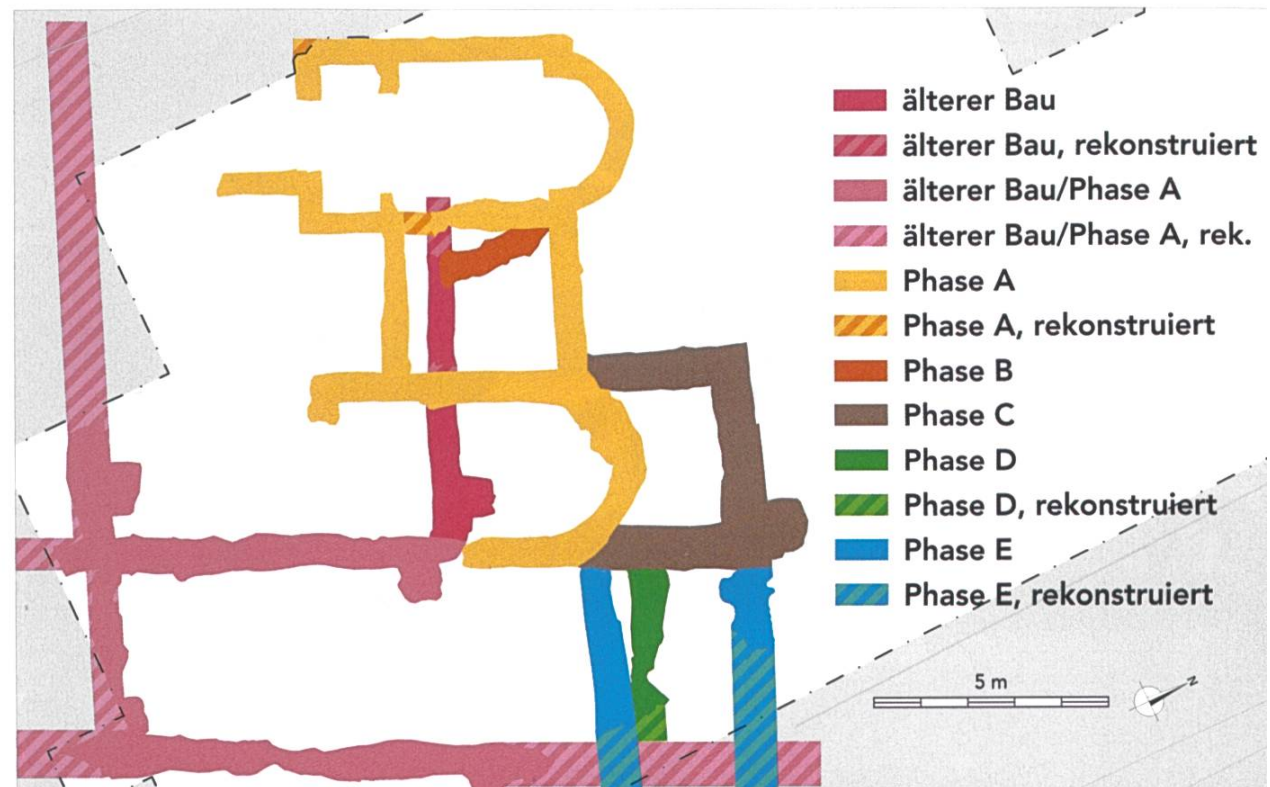 älterer Bau
älterer Bau, rekonstruiert
älterer Bau/Phase A
älterer Bau/Phase A, rek.
Phase A
Phase A, rekonstruiert
Phase B
Phase C
Phase D
Phase D, rekonstruiert
Phase E
Phase E, rekonstruiert
5 m
N